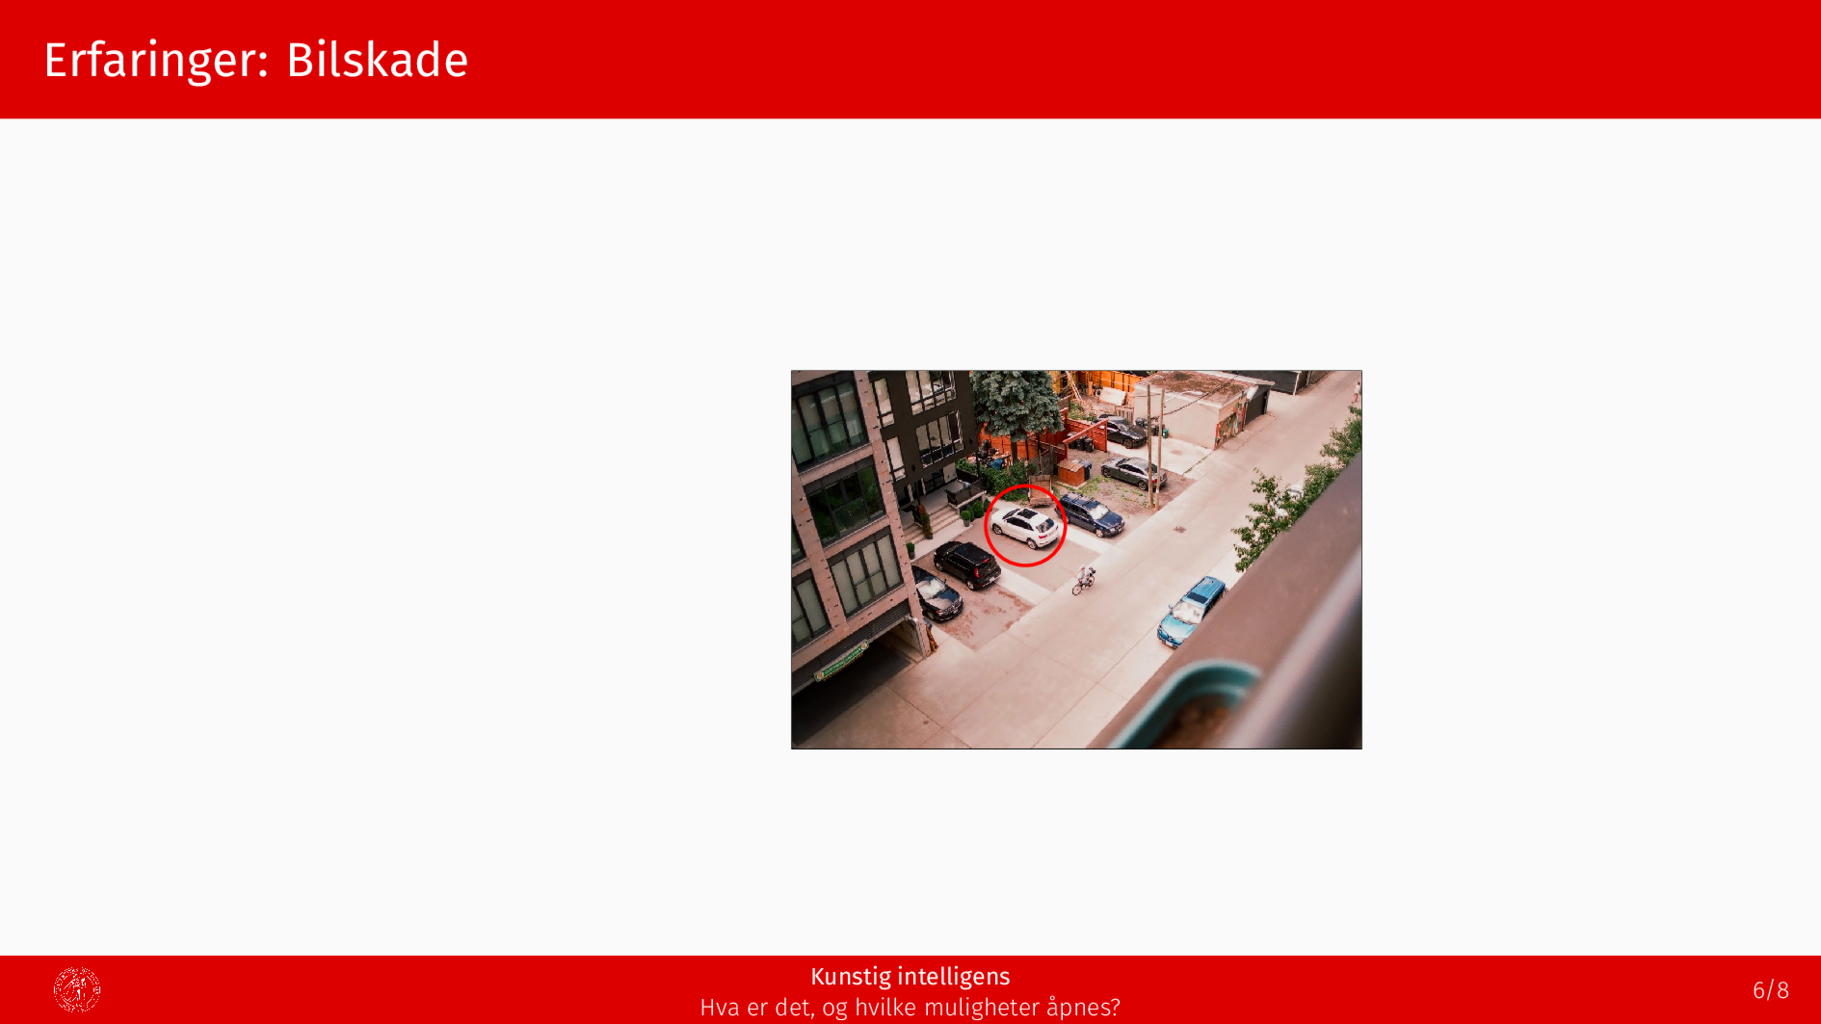 Erfaringer: Bilskade
Kunstig intelligens
Hva er det, og hvilke muligheter åpnes?
6/8